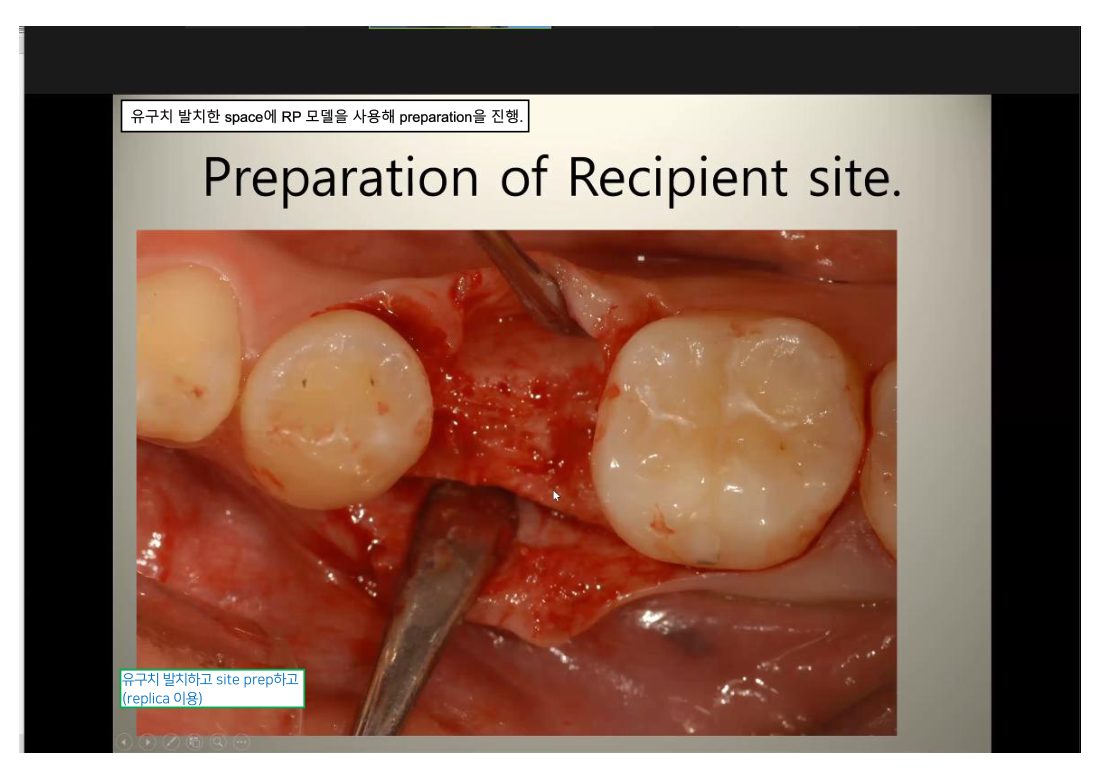 유구치 발치한 space에 RP 모델을 사용해 preparation을 진행.
Preparation of Recipient site.
유구치 발치하고 site prep하고
(replica 이용)